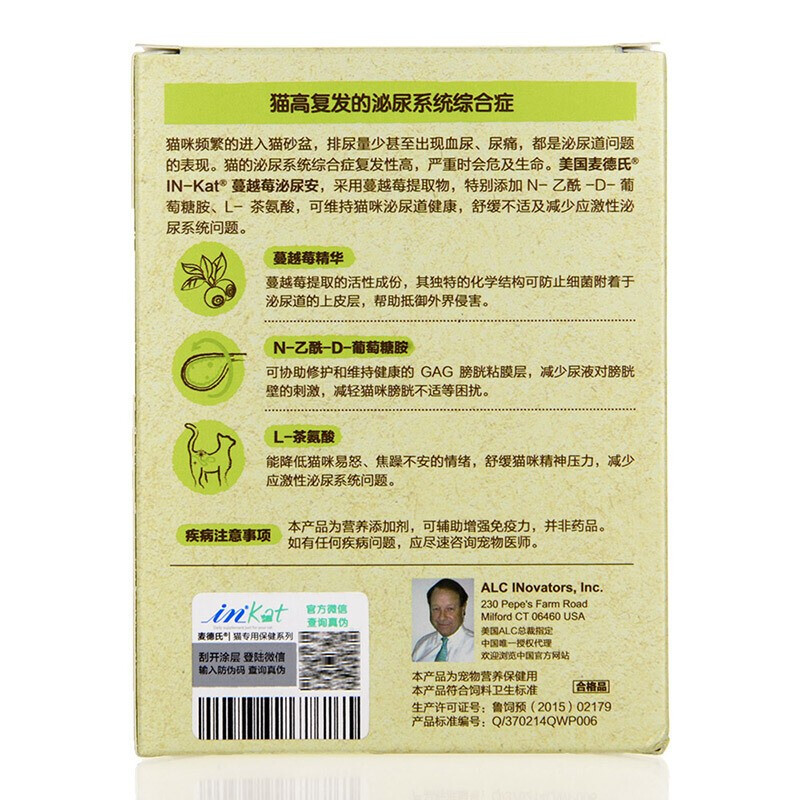 猫高复发的泌尿系统综合症
猫咪频繁的进入猫砂盆，排尿量少甚至出现血尿、尿痛，都是泌尿道问题
的表现。猫的泌尿系统综合症复发性高，严重时会危及生命。美国麦德氏®
IN-Kat® 蔓越莓泌尿安，采用蔓越莓提取物，特别添加 N- 乙酰 -D- 葡
萄糖胺、L- 茶氨酸，可维持猫咪泌尿道健康，舒缓不适及减少应激性泌
尿系统问题。
蔓越莓精华
蔓越莓提取的活性成份，其独特的化学结构可防止细菌附着于
泌尿道的上皮层，帮助抵御外界侵害。
N-乙酰-D-葡萄糖胺
可协助修护和维持健康的 GAG 膀胱粘膜层，减少尿液对膀胱
壁的刺激，减轻猫咪膀胱不适等困扰。
L-茶氨酸
能降低猫咪易怒、焦躁不安的情绪，舒缓猫咪精神压力，减少
应激性泌尿系统问题。
疾病注意事项
本产品为营养添加剂，可辅助增强免疫力，并非药品。
如有任何疾病问题，应尽速咨询宠物医师。
in®Kat
麦德氏®| 猫专用保健系列
官方微信
查询真伪
刮开涂层 登陆微信
输入防伪码 查询真伪
ALC INovators, Inc.
230 Pepe's Farm Road
Milford CT 06460 USA
美国ALC总裁指定
中国唯一授权代理
欢迎浏览中国官方网站
本产品为宠物营养保健用
本产品符合饲料卫生标准
合格品
生产许可证号：鲁饲预（2015）02179
产品标准编号：Q/370214QWP006